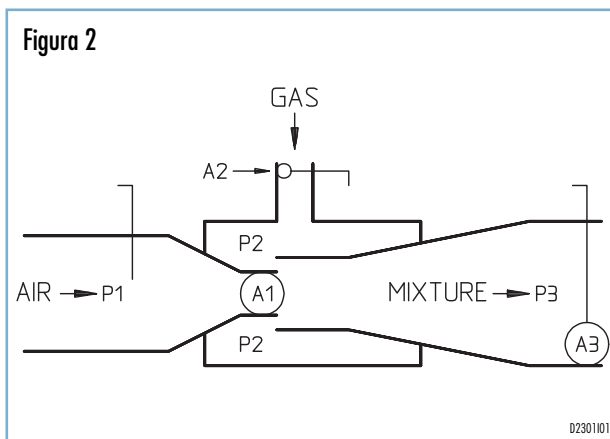 Figura 2
GAS
A2
P2
AIR P1
A1
MIXTURE P3
P2
A3
D2301I01